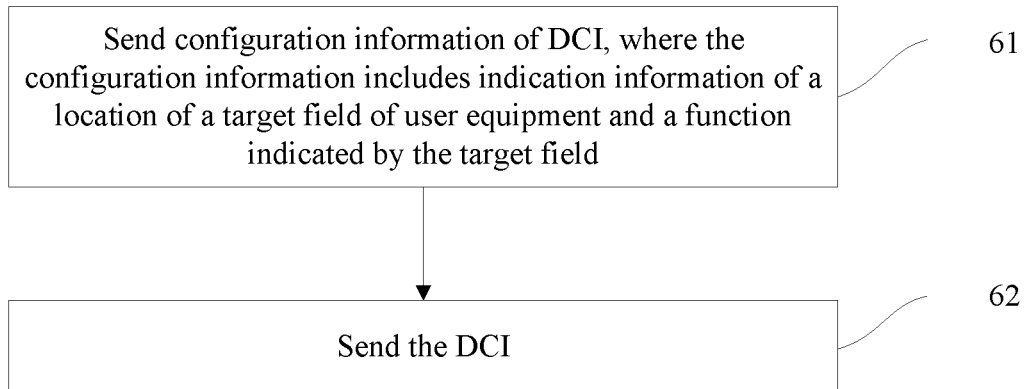 Send configuration information of DCI, where the
configuration information includes indication information of a
location of a target field of user equipment and a function
indicated by the target field
61
62
Send the DCI